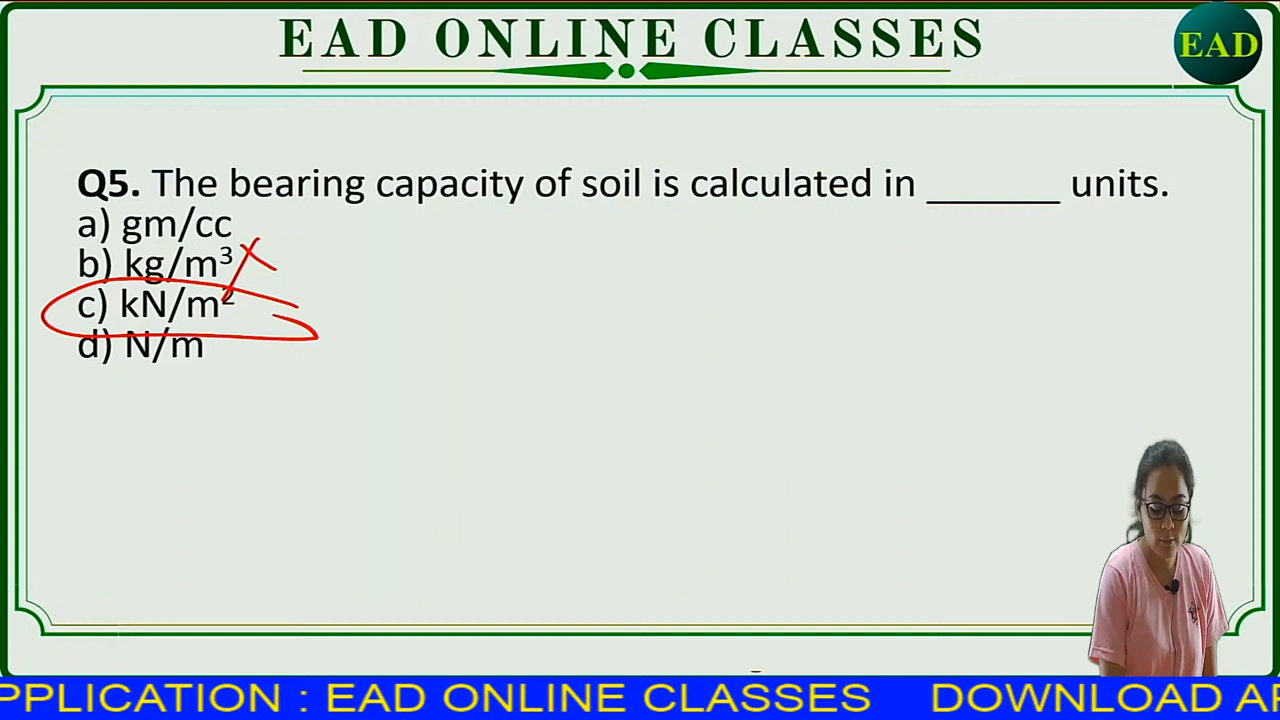 EAD ONLINE CLASSES
EAD
Q5. The bearing capacity of soil is calculated in ______ units.
a) gm/cc
b) kg/m³
c) kN/m²
d) N/m
PPLICATION : EAD ONLINE CLASSES DOWNLOAD AP